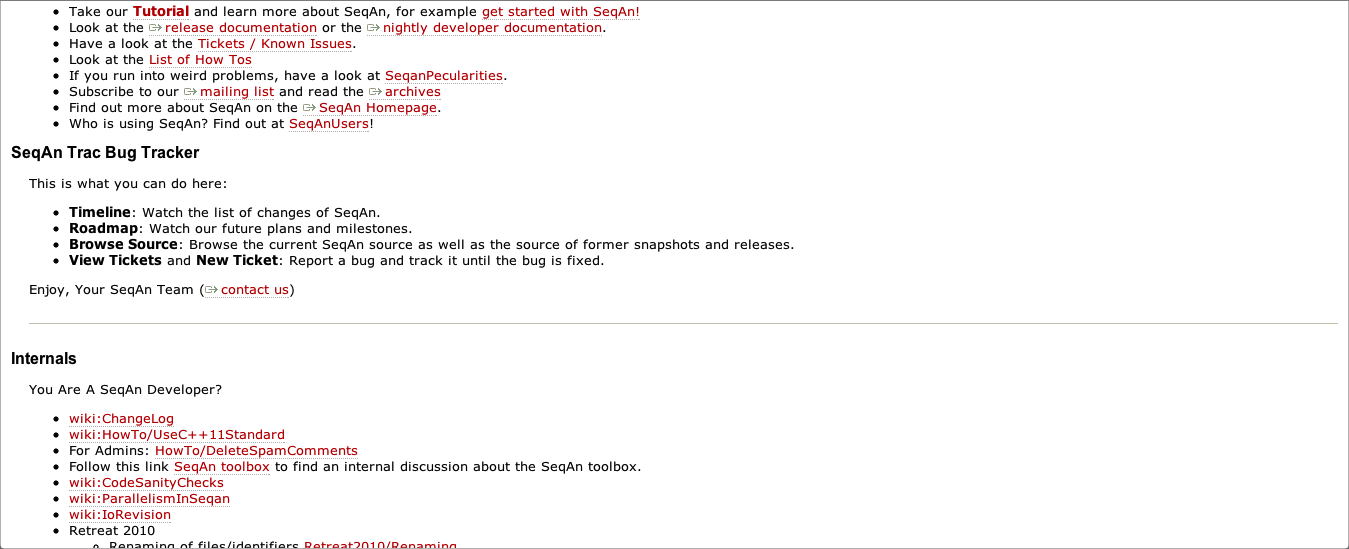 Take our Tutorial and learn more about SeqAn, for example get started with SeqAn!
Look at the release documentation or the nightly developer documentation.
Have a look at the Tickets / Known Issues.
Look at the List of How Tos
If you run into weird problems, have a look at SeqanPecularities.
Subscribe to our mailing list and read the archives
Find out more about SeqAn on the SeqAn Homepage.
Who is using SeqAn? Find out at SeqAnUsers!
SeqAn Trac Bug Tracker
This is what you can do here:
Timeline: Watch the list of changes of SeqAn.
Roadmap: Watch our future plans and milestones.
Browse Source: Browse the current SeqAn source as well as the source of former snapshots and releases.
View Tickets and New Ticket: Report a bug and track it until the bug is fixed.
Enjoy, Your SeqAn Team (contact us)
Internals
You Are A SeqAn Developer?
wiki:ChangeLog
wiki:HowTo/UseC++11Standard
For Admins: HowTo/DeleteSpamComments
Follow this link SeqAn toolbox to find an internal discussion about the SeqAn toolbox.
wiki:CodeSanityChecks
wiki:ParallelismInSeqan
wiki:IoRevision
Retreat 2010
Renaming of files/identifiers Retreat2010/Renaming